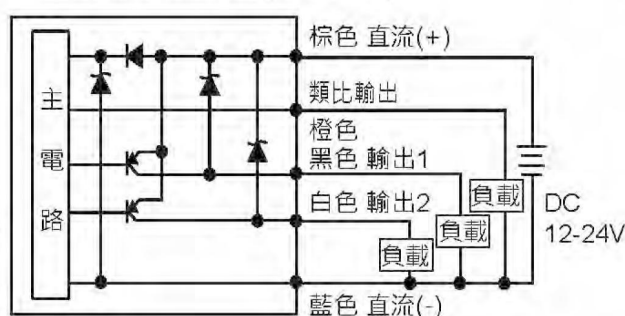 棕色 直流(+)
類比輸出
橙色
黑色 輸出1
白色 輸出2
藍色 直流(-)
主
電
路
負載
負載
負載
DC
12-24V